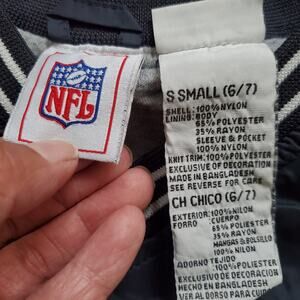 NFL
S SMALL (6/7)
SHELL: 100% NYLON
LINING: BODY
65% POLYESTER
35% RAYON
SLEEVE & POCKET
100% NYLON
KNIT TRIM: 100% POLYESTER
EXCLUSIVE OF DECORATION
MADE IN BANGLADESH
SEE REVERSE FOR CARE
CH CHICO (6/7)
EXTERIOR: 100% NILON
FORRO : CUERPO
65% POLIESTER
35% RAYON
MANGAS & BOLSILLO
100% NILON
ADORNO TEJIDO:
100% POLIESTER
EXCLUSIVO DE DECORACION
HECHO EN BANGLADESH
VER AL DORSO PARA